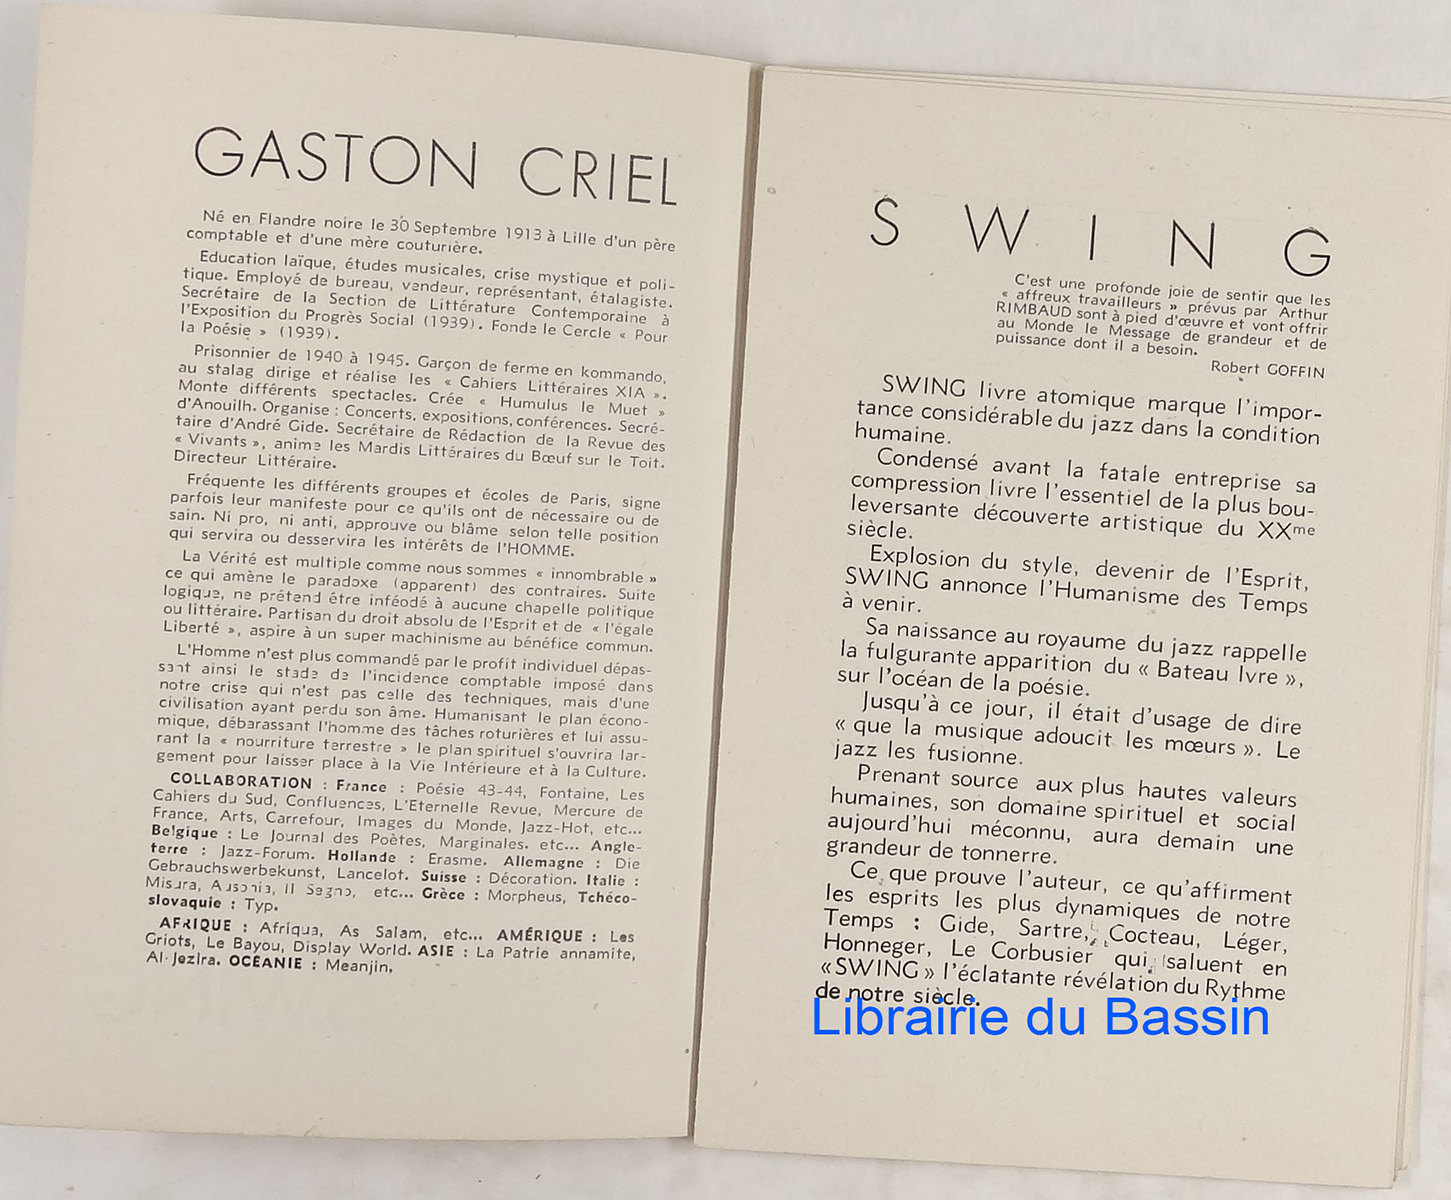 GASTON CRIEL
Né en Flandre noire le 30 Septembre 1913 à Lille d'un père
comptable et d'une mère couturière.
Education laïque, études musicales, crise mystique et poli-
tique. Employé de bureau, vendeur, représentant, étalagiste.
Secrétaire de la Section de Littérature Contemporaine à
l'Exposition du Progrès Social (1939). Fonde le Cercle « Pour
la Poésie » (1939).
Prisonnier de 1940 à 1945. Garçon de ferme en kommando,
au stalag dirige et réalise les « Cahiers Littéraires XIA ».
Monte différents spectacles. Crée « Humulus le Muet »
d'Anouilh. Organise : Concerts, expositions, conférences. Secré-
taire d'André Gide. Secrétaire de Rédaction de la Revue des
« Vivants », anime les Mardis Littéraires du Bœuf sur le Toit.
Directeur Littéraire.
Fréquente les différents groupes et écoles de Paris, signe
parfois leur manifeste pour ce qu'ils ont de nécessaire ou de
sain. Ni pro, ni anti, approuve ou blâme selon telle position
qui servira ou desservira les intérêts de l'HOMME.
La Vérité est multiple comme nous sommes « innombrable »
ce qui amène le paradoxe (apparent) des contraires. Suite
logique, ne prétend être inféodé à aucune chapelle politique
ou littéraire. Partisan du droit absolu de l'Esprit et de « l'égale
Liberté », aspire à un super machinisme au bénéfice commun.
L'Homme n'est plus commandé par le profit individuel dépas-
sant ainsi le stade de l'incidence comptable imposé dans
notre crise qui n'est pas celle des techniques, mais d'une
civilisation ayant perdu son âme. Humanisant le plan écono-
mique, débarassant l'homme des tâches roturières et lui assu-
rant la « nourriture terrestre » le plan spirituel s'ouvrira lar-
gement pour laisser place à la Vie Intérieure et à la Culture.
COLLABORATION : France : Poésie 43-44, Fontaine, Les
Cahiers du Sud, Confluences, L'Eternelle Revue, Mercure de
France, Arts, Carrefour, Images du Monde, Jazz-Hot, etc...
Belgique : Le Journal des Poètes, Marginales. etc... Angle-
terre : Jazz-Forum. Hollande : Erasme. Allemagne : Die
Gebrauchswerbekunst, Lancelot. Suisse : Décoration. Italie :
Misura, Ausonia, Il Segno, etc... Grèce : Morpheus, Tchéco-
slovaquie : Typ.
AFRIQUE : Afriqua, As Salam, etc... AMÉRIQUE : Les
Griots, Le Bayou, Display World. ASIE : La Patrie annamite,
Al-Jezira. OCÉANIE : Meanjin.
SWING
C'est une profonde joie de sentir que les
« affreux travailleurs » prévus par Arthur
RIMBAUD sont à pied d'œuvre et vont offrir
au Monde le Message de grandeur et de
puissance dont il a besoin.
Robert GOFFIN
SWING livre atomique marque l'impor-
tance considérable du jazz dans la condition
humaine.
Condensé avant la fatale entreprise sa
compression livre l'essentiel de la plus bou-
leversante découverte artistique du XXme
siècle.
Explosion du style, devenir de l'Esprit,
SWING annonce l'Humanisme des Temps
à venir.
Sa naissance au royaume du jazz rappelle
la fulgurante apparition du « Bateau Ivre »,
sur l'océan de la poésie.
Jusqu'à ce jour, il était d'usage de dire
« que la musique adoucit les mœurs ». Le
jazz les fusionne.
Prenant source aux plus hautes valeurs
humaines, son domaine spirituel et social
aujourd'hui méconnu, aura demain une
grandeur de tonnerre.
Ce que prouve l'auteur, ce qu'affirment
les esprits les plus dynamiques de notre
Temps : Gide, Sartre, Cocteau, Léger,
Honneger, Le Corbusier qui saluent en
« SWING » l'éclatante révélation du Rythme
de notre siècle.
Librairie du Bassin